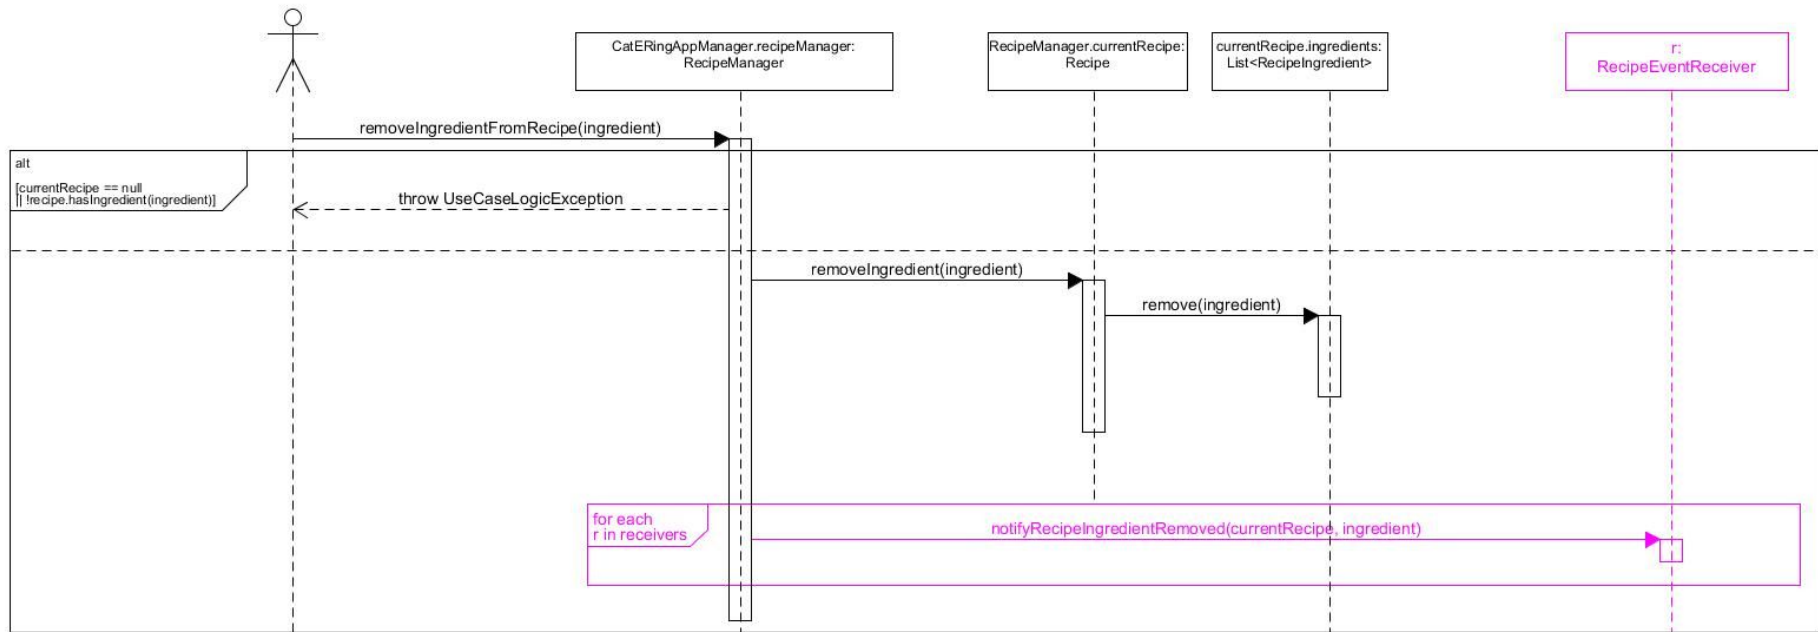 CatERingAppManager.recipeManager:
RecipeManager
RecipeManager.currentRecipe:
Recipe
currentRecipe.ingredients:
List<RecipeIngredient>
r:
RecipeEventReceiver
removeIngredientFromRecipe(ingredient)
alt
[currentRecipe == null
|| !recipe.hasIngredient(ingredient)]
throw UseCaseLogicException
removeIngredient(ingredient)
remove(ingredient)
for each
r in receivers
notifyRecipeIngredientRemoved(currentRecipe, ingredient)